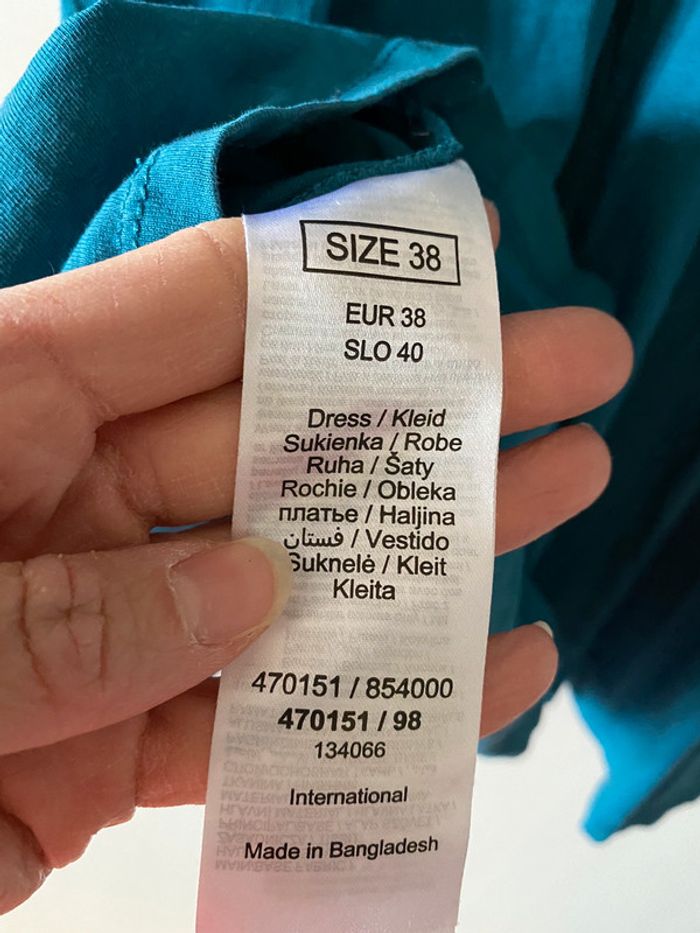 SIZE 38
EUR 38
SLO 40
Dress / Kleid
Sukienka / Robe
Ruha / Šaty
Rochie / Obleka
платье / Haljina
فستان / Vestido
Suknelė / Kleit
Kleita
470151 / 854000
470151 / 98
134066
International
Made in Bangladesh